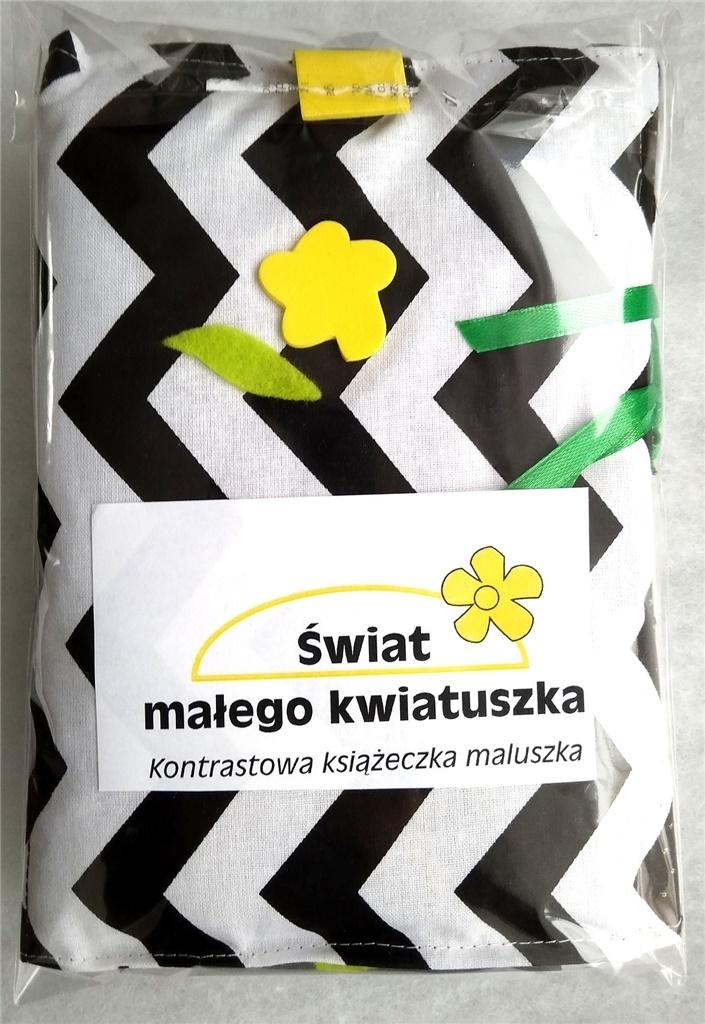 Świat
małego kwiatuszka
Kontrastowa książeczka maluszka